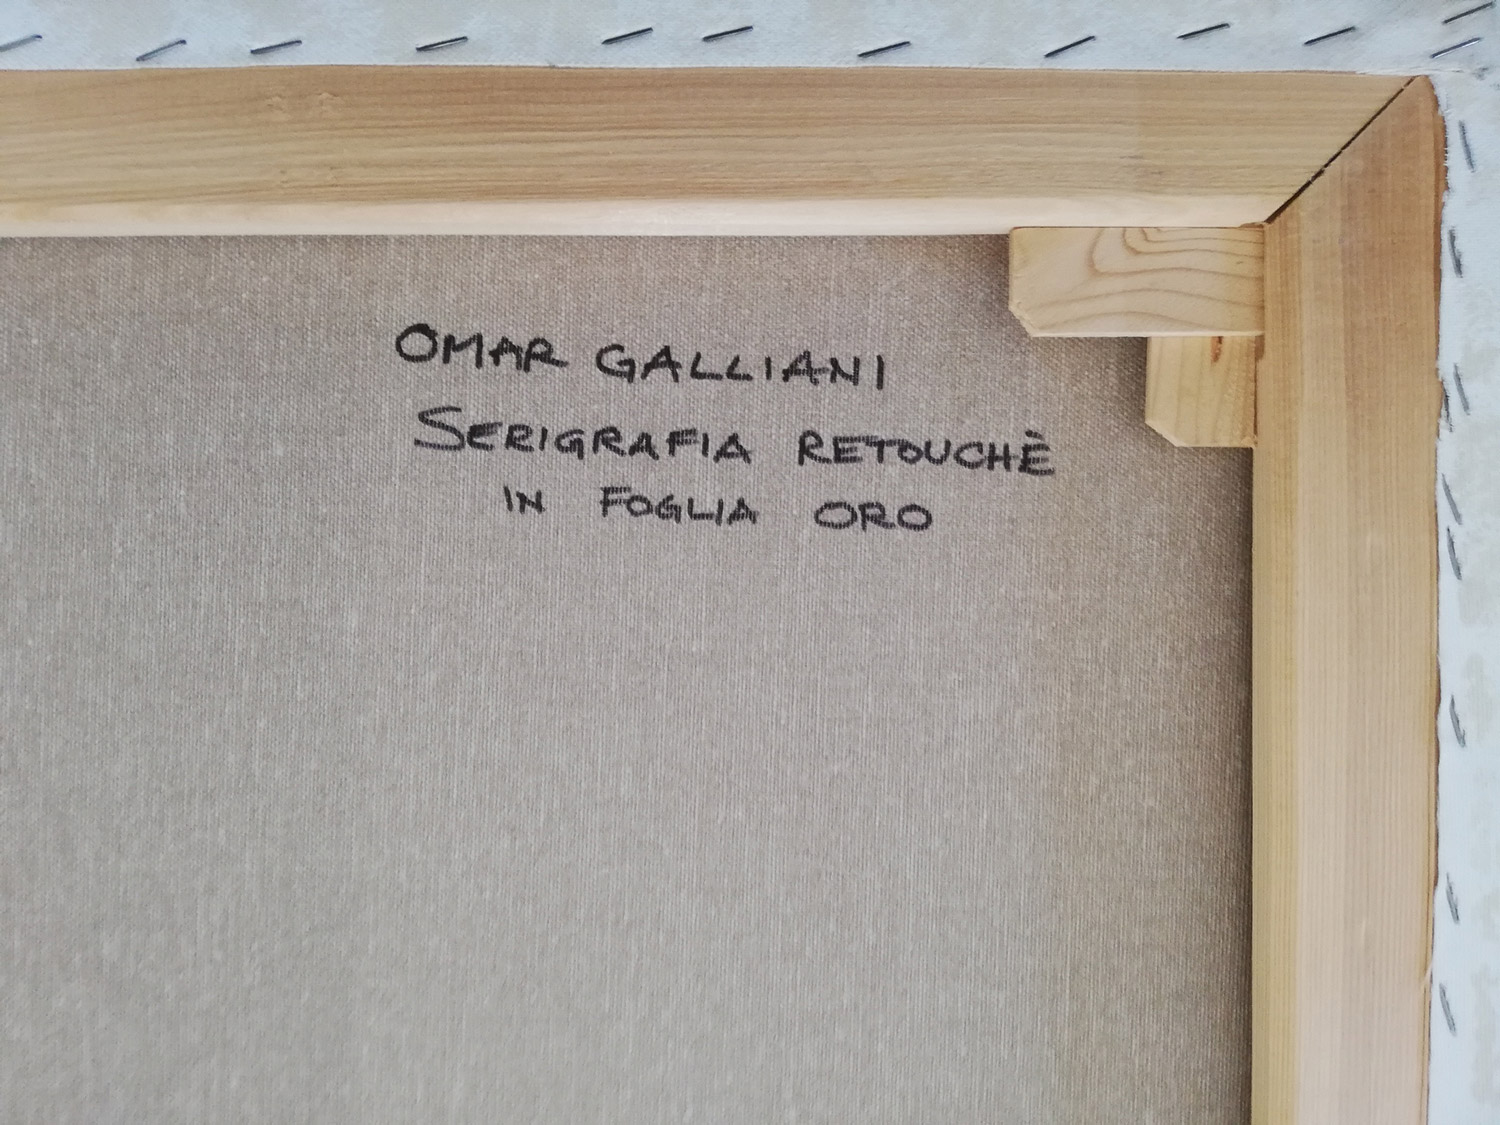 OMAR GALLIANI
SERIGRAFIA RETOUCHÈ
IN FOGLIA ORO